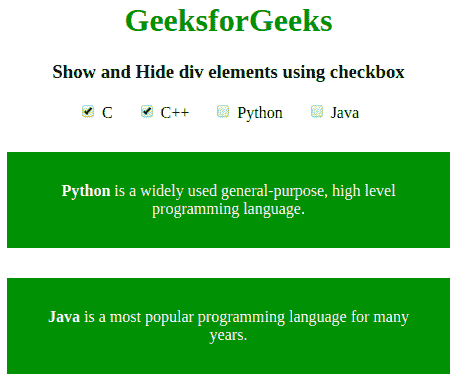 GeeksforGeeks
Show and Hide div elements using checkbox
C C++ Python Java
Python is a widely used general-purpose, high level
programming language.
Java is a most popular programming language for many
years.